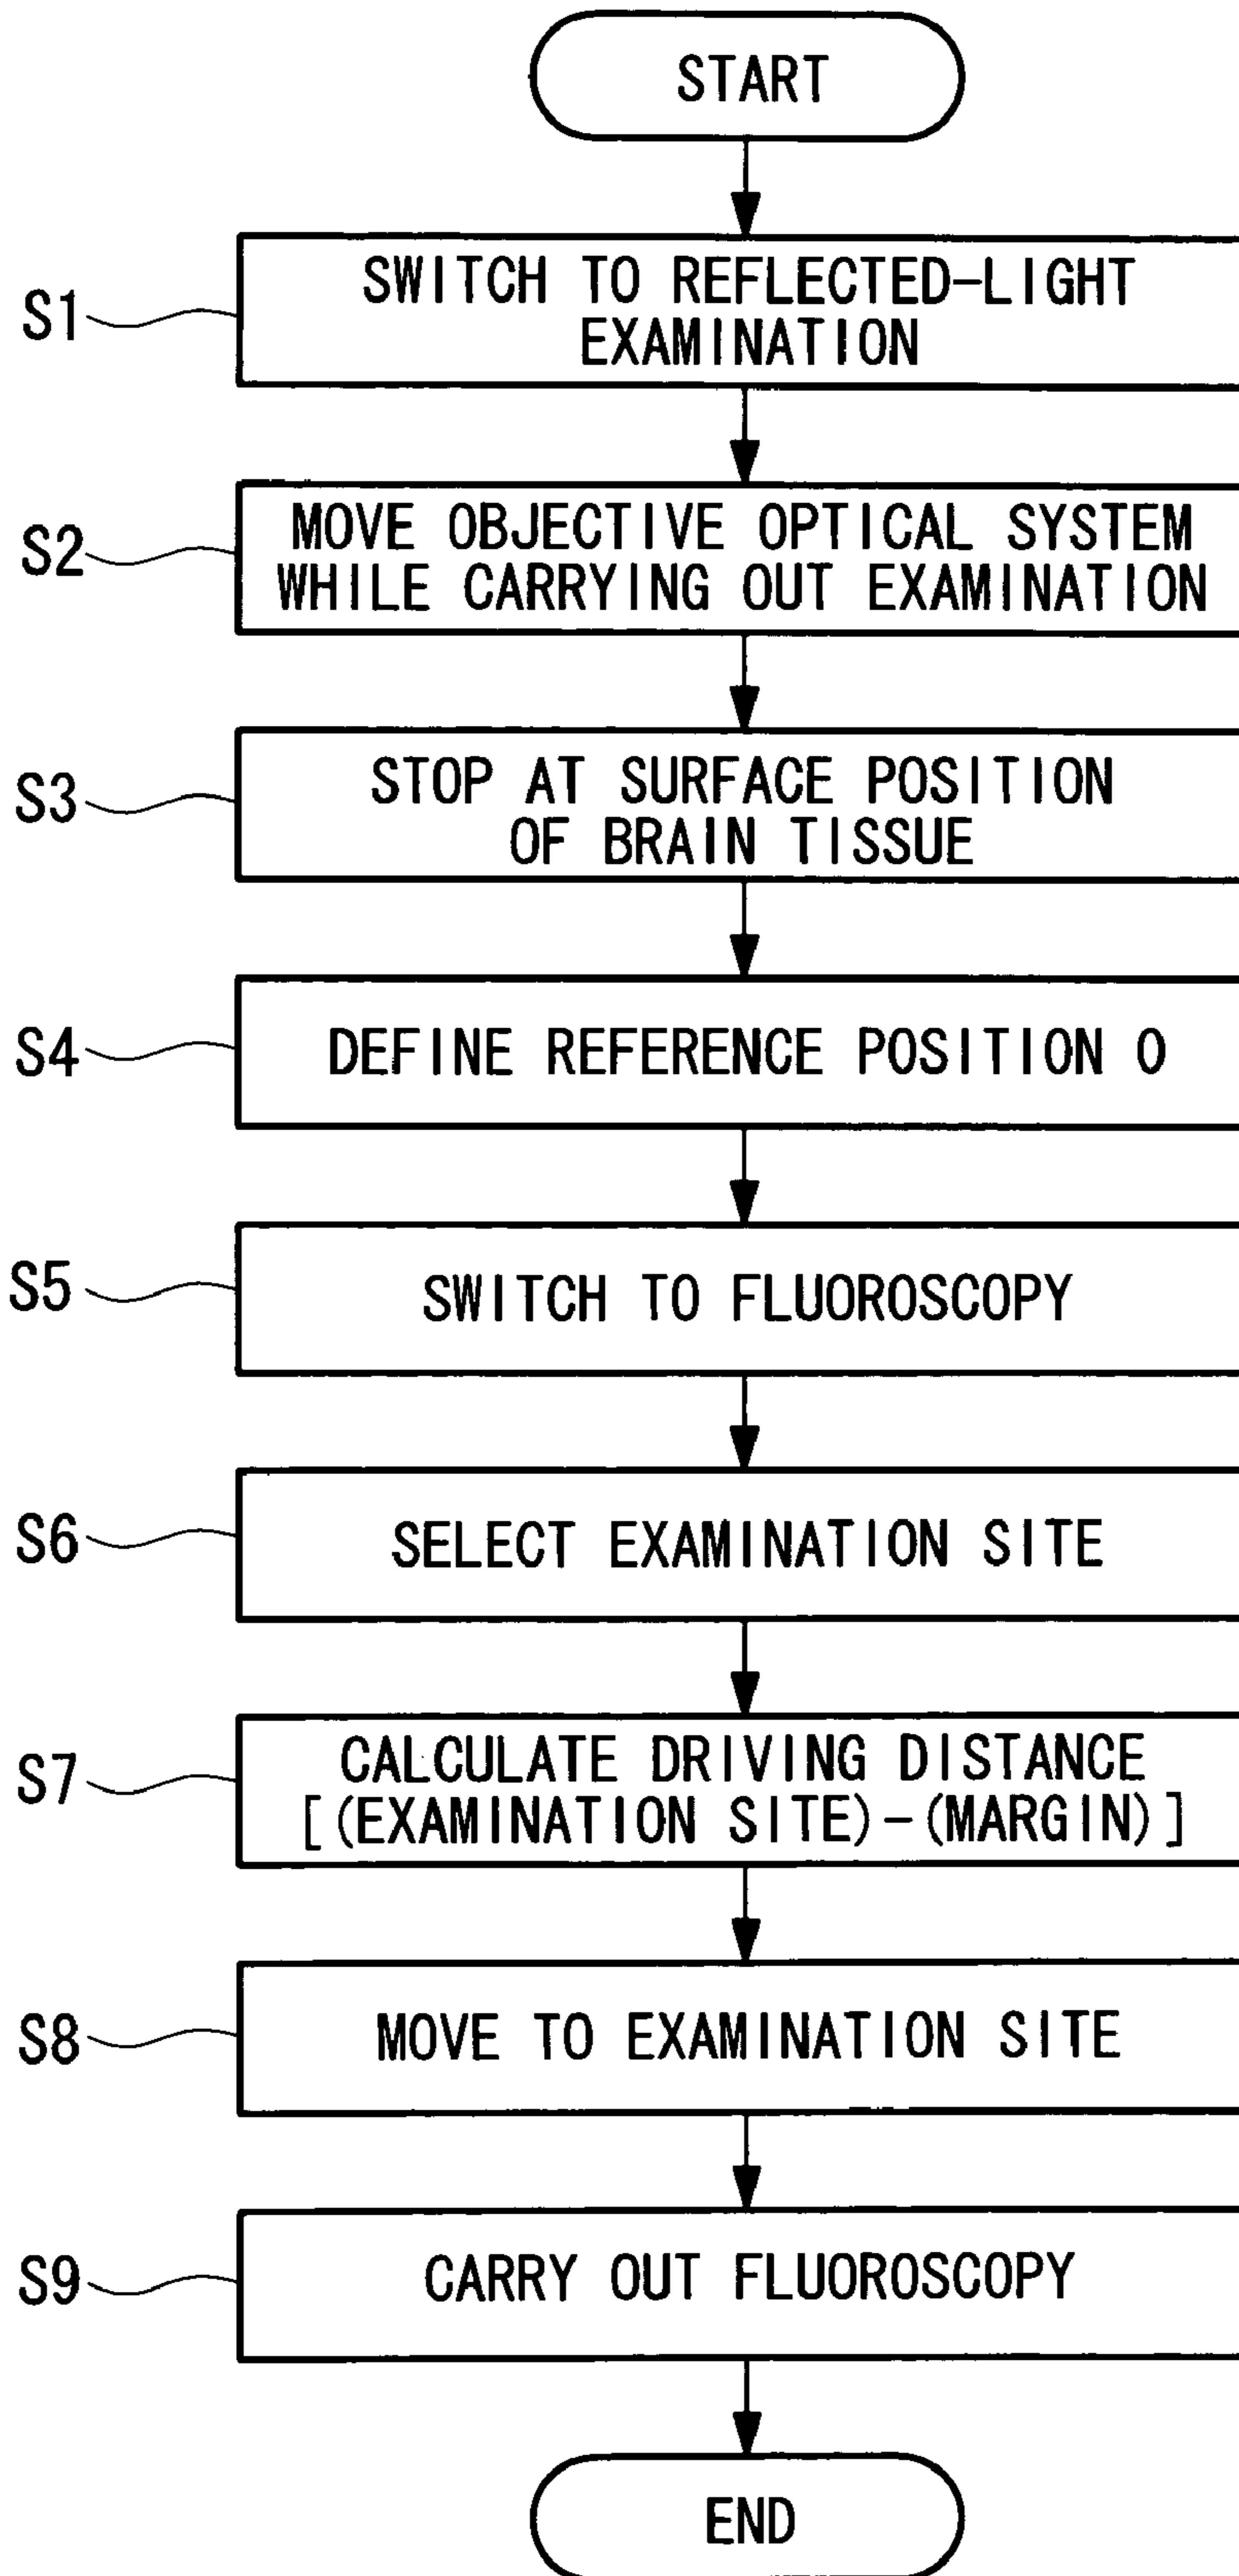 START
S1
SWITCH TO REFLECTED-LIGHT
EXAMINATION
S2
MOVE OBJECTIVE OPTICAL SYSTEM
WHILE CARRYING OUT EXAMINATION
S3
STOP AT SURFACE POSITION
OF BRAIN TISSUE
S4
DEFINE REFERENCE POSITION 0
S5
SWITCH TO FLUOROSCOPY
S6
SELECT EXAMINATION SITE
S7
CALCULATE DRIVING DISTANCE
[(EXAMINATION SITE)-(MARGIN)]
S8
MOVE TO EXAMINATION SITE
S9
CARRY OUT FLUOROSCOPY
END